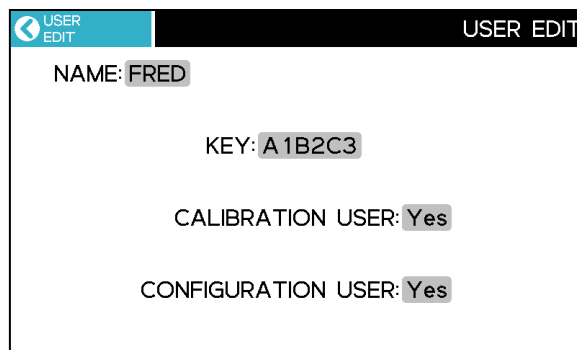 USER
EDIT
USER EDIT
NAME: FRED
KEY: A1B2C3
CALIBRATION USER: Yes
CONFIGURATION USER: Yes